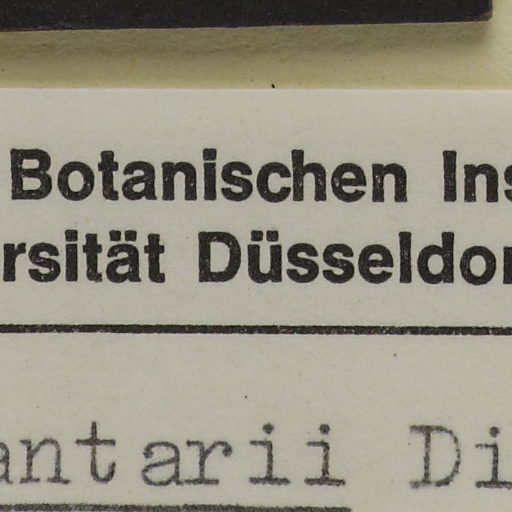 Botanischen Ins
rsität Düsseldor
antarii Di